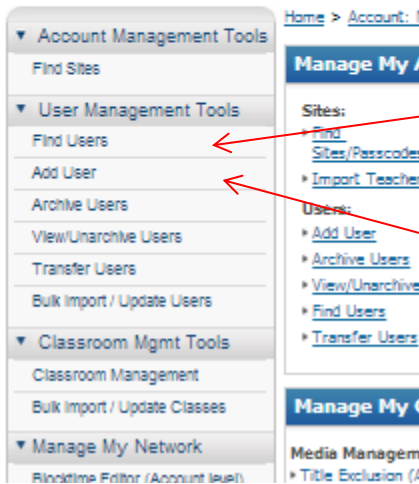 Account Management Tools
Find Sites
User Management Tools
Find Users
Add User
Archive Users
View/Unarchive Users
Transfer Users
Bulk Import / Update Users
Classroom Mgmt Tools
Classroom Management
Bulk Import / Update Classes
Manage My Network
Blocktime Editor (Account level)
Home > Account:
Manage My
Sites:
Find
Sites/Passcodes
Import Teacher
Users:
Add User
Archive Users
View/Unarchive
Find Users
Transfer Users
Manage My
Media Managem
Title Exclusion (